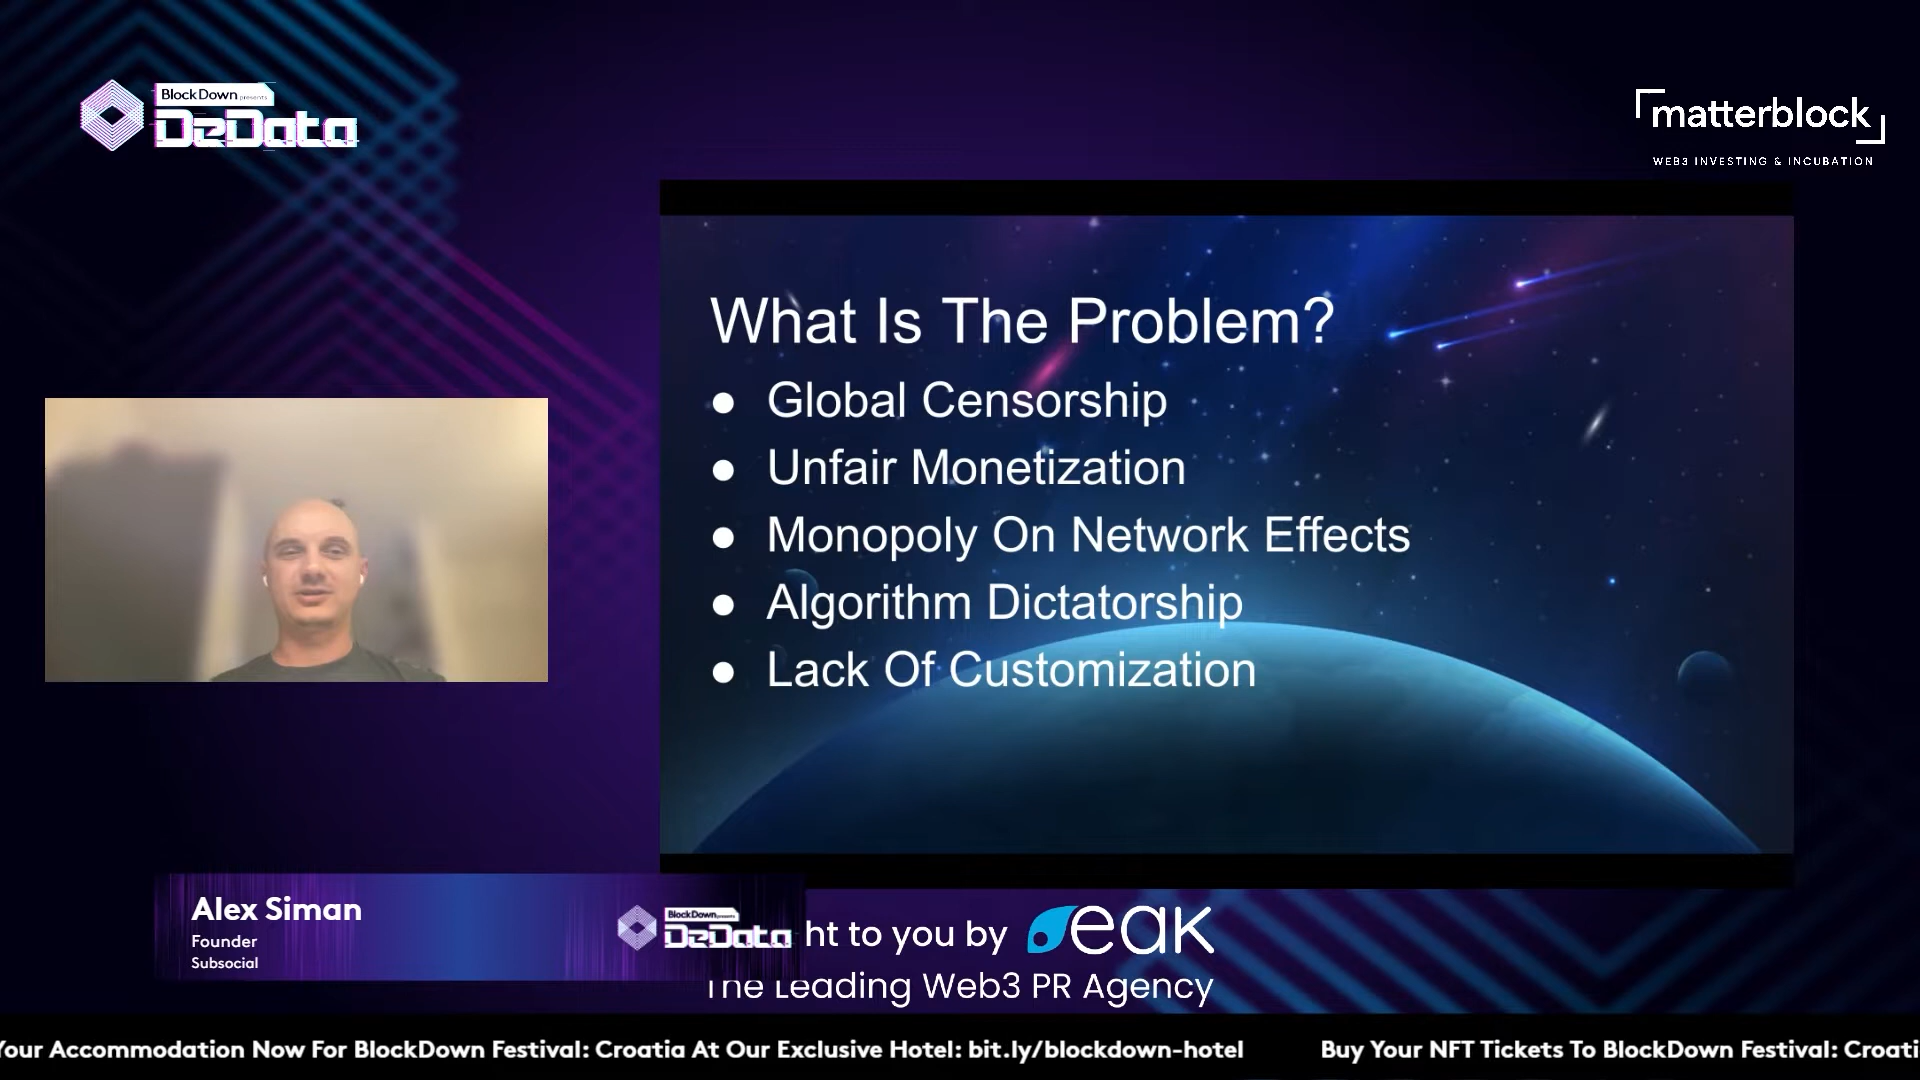 BlockDown presents
DeData
matterblock
WEB3 INVESTING & INCUBATION
What Is The Problem?
● Global Censorship
● Unfair Monetization
● Monopoly On Network Effects
● Algorithm Dictatorship
● Lack Of Customization
Alex Siman
Founder
Subsocial
BlockDown presents
DeData
ht to you by eak
The Leading Web3 PR Agency
Your Accommodation Now For BlockDown Festival: Croatia At Our Exclusive Hotel: bit.ly/blockdown-hotel Buy Your NFT Tickets To BlockDown Festival: Croati